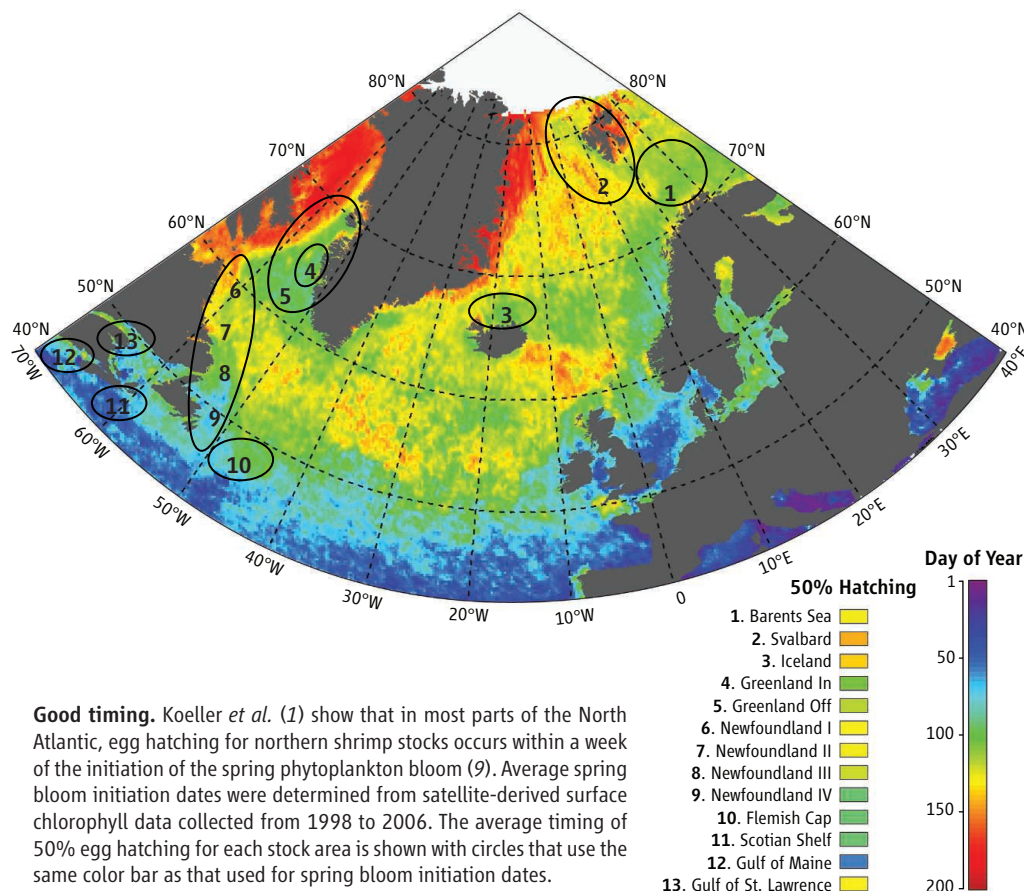 80°N
80°N
70°N
70°N
60°N
60°N
50°N
50°N
40°N
40°N
70°W
40°E
60°W
30°E
50°W
20°E
40°W
10°E
30°W
20°W
10°W
0
1
2
3
4
5
6
7
8
9
10
11
12
13
Day of Year
50% Hatching
1. Barents Sea
2. Svalbard
3. Iceland
4. Greenland In
5. Greenland Off
6. Newfoundland I
7. Newfoundland II
8. Newfoundland III
9. Newfoundland IV
10. Flemish Cap
11. Scotian Shelf
12. Gulf of Maine
13. Gulf of St. Lawrence
1
50
100
150
200
Good timing. Koeller et al. (1) show that in most parts of the North
Atlantic, egg hatching for northern shrimp stocks occurs within a week
of the initiation of the spring phytoplankton bloom (9). Average spring
bloom initiation dates were determined from satellite-derived surface
chlorophyll data collected from 1998 to 2006. The average timing of
50% egg hatching for each stock area is shown with circles that use the
same color bar as that used for spring bloom initiation dates.